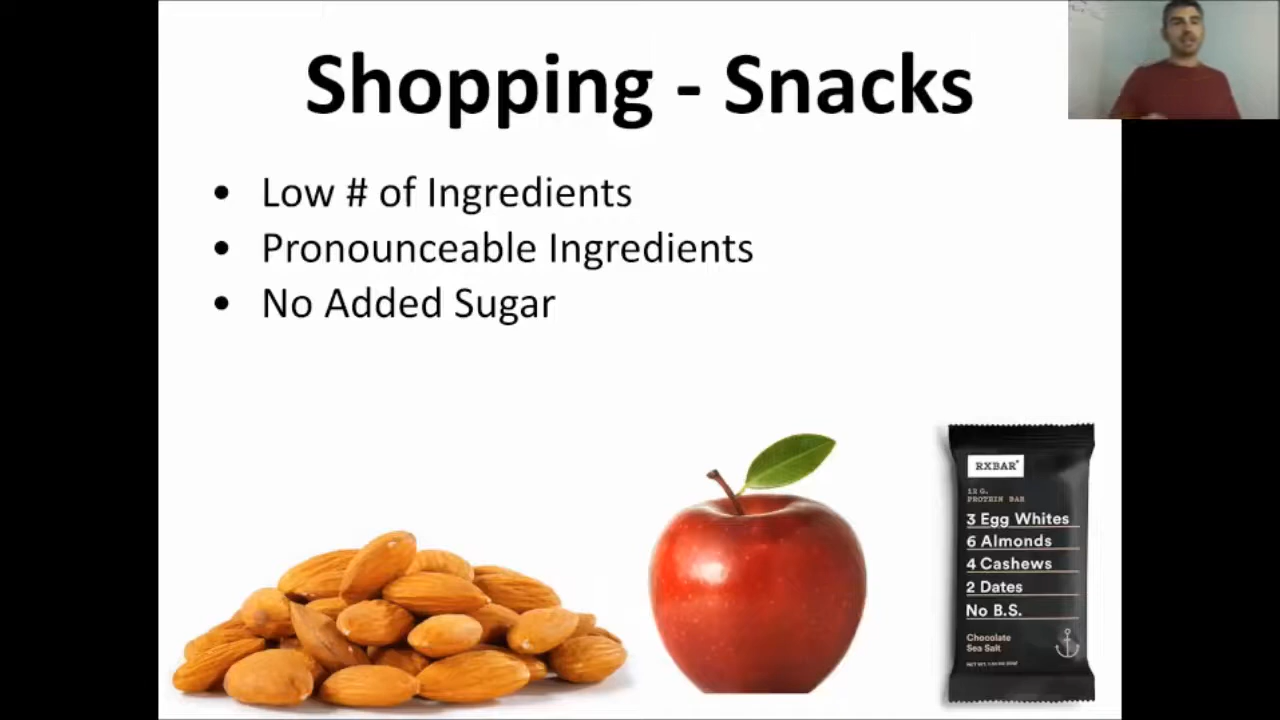 Shopping - Snacks
• Low # of Ingredients
• Pronounceable Ingredients
• No Added Sugar
RXBAR
12 G.
PROTEIN BAR
3 Egg Whites
6 Almonds
4 Cashews
2 Dates
No B.S.
Chocolate
Sea Salt